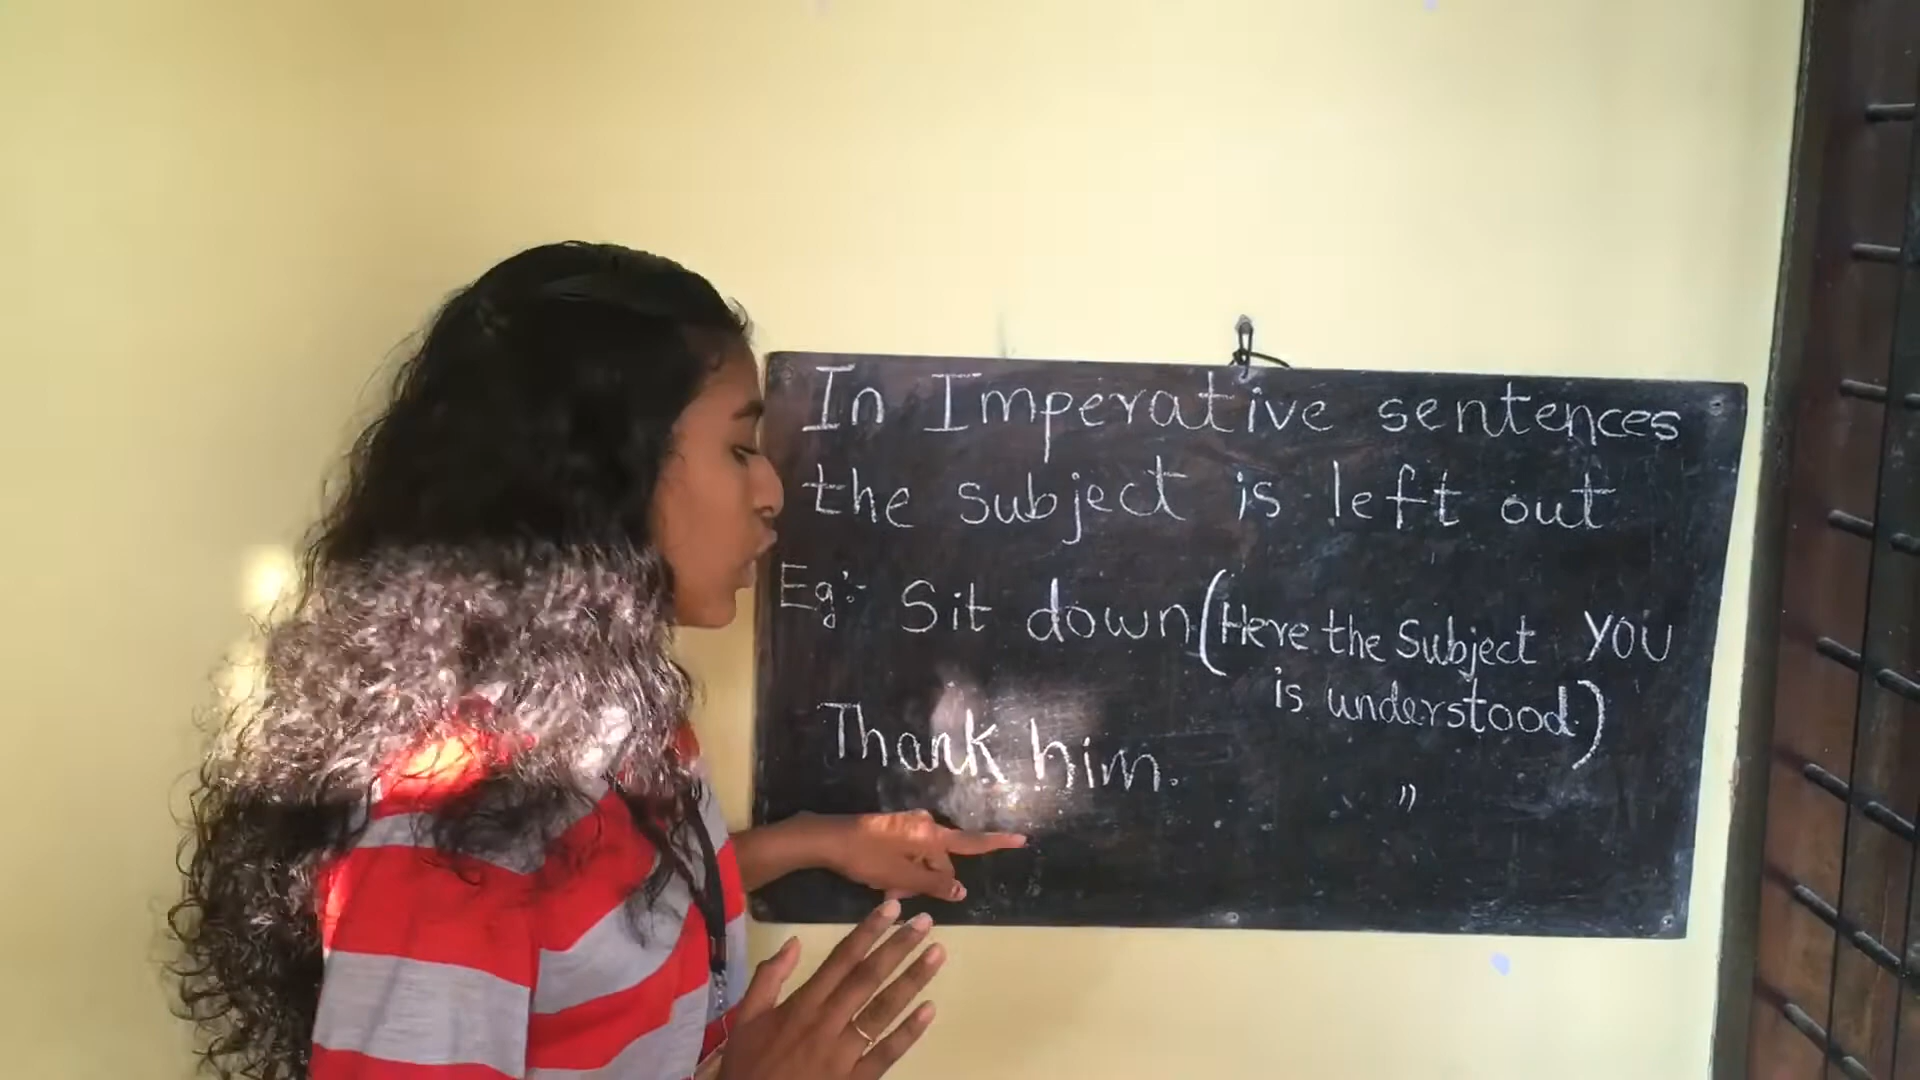 In Imperative sentences
the subject is left out
Eg:- Sit down (Here the Subject YOU
is understood)
Thank him. "